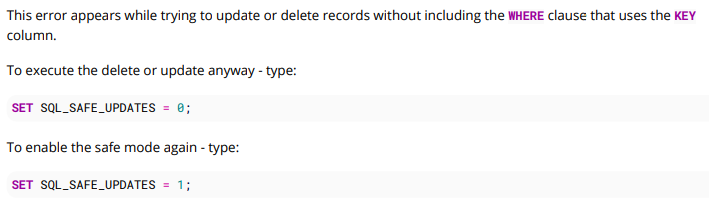 This error appears while trying to update or delete records without including the WHERE clause that uses the KEY
column.
To execute the delete or update anyway - type:
SET SQL_SAFE_UPDATES = 0;
To enable the safe mode again - type:
SET SQL_SAFE_UPDATES = 1;